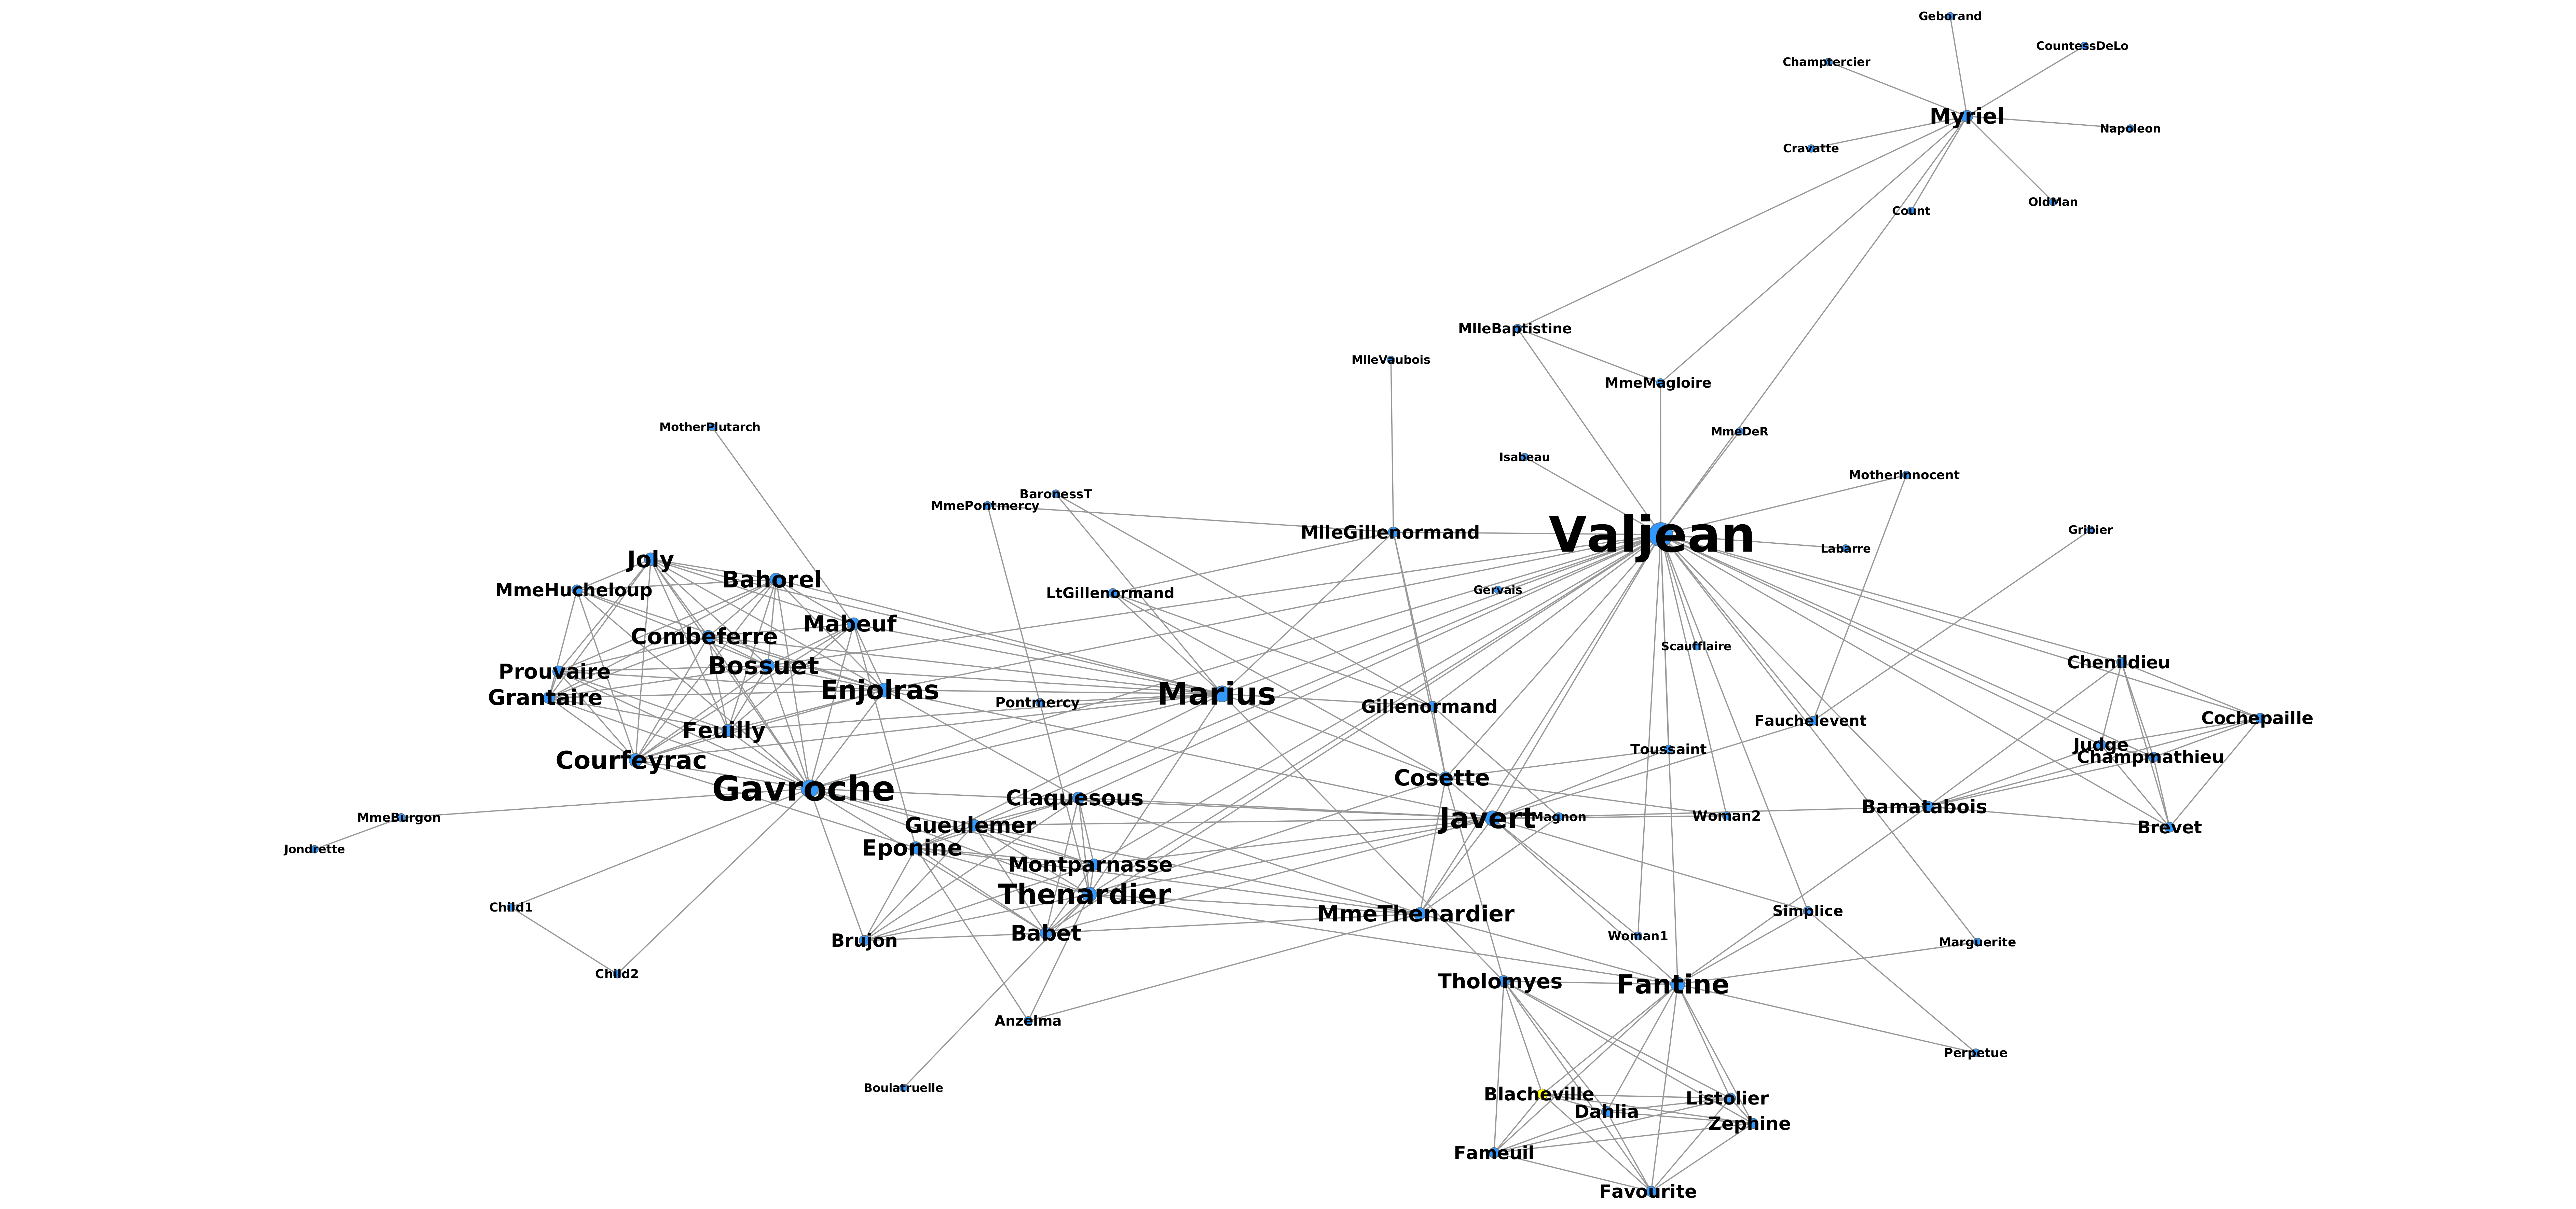 Geborand
CountessDeLo
Champtercier
Myriel
Napoleon
Cravatte
OldMan
Count
MlleBaptistine
MlleVaubois
MmeMagloire
MotherPlutarch
MmeDeR
Isabeau
MotherInnocent
BaronessT
MmePontmercy
Gribier
MlleGillenormand
Valjean
Labarre
Joly
Bahorel
MmeHucheloup
LtGillenormand
Gervais
Mabeuf
Combeferre
Scaufflaire
Chenildieu
Bossuet
Prouvaire
Enjolras
Marius
Grantaire
Pontmercy
Gillenormand
Cochepaille
Fauchelevent
Feuilly
Judge
Toussaint
Champmathieu
Courfeyrac
Cosette
Gavroche
Claquesous
Bamatabois
Woman2
Magnon
Javert
MmeBurgon
Gueulemer
Brevet
Eponine
Jondrette
Montparnasse
Thenardier
Child1
Simplice
MmeThenardier
Babet
Woman1
Brujon
Marguerite
Child2
Tholomyes
Fantine
Anzelma
Perpetue
Boulatruelle
Blacheville
Listolier
Dahlia
Zephine
Fameuil
Favourite